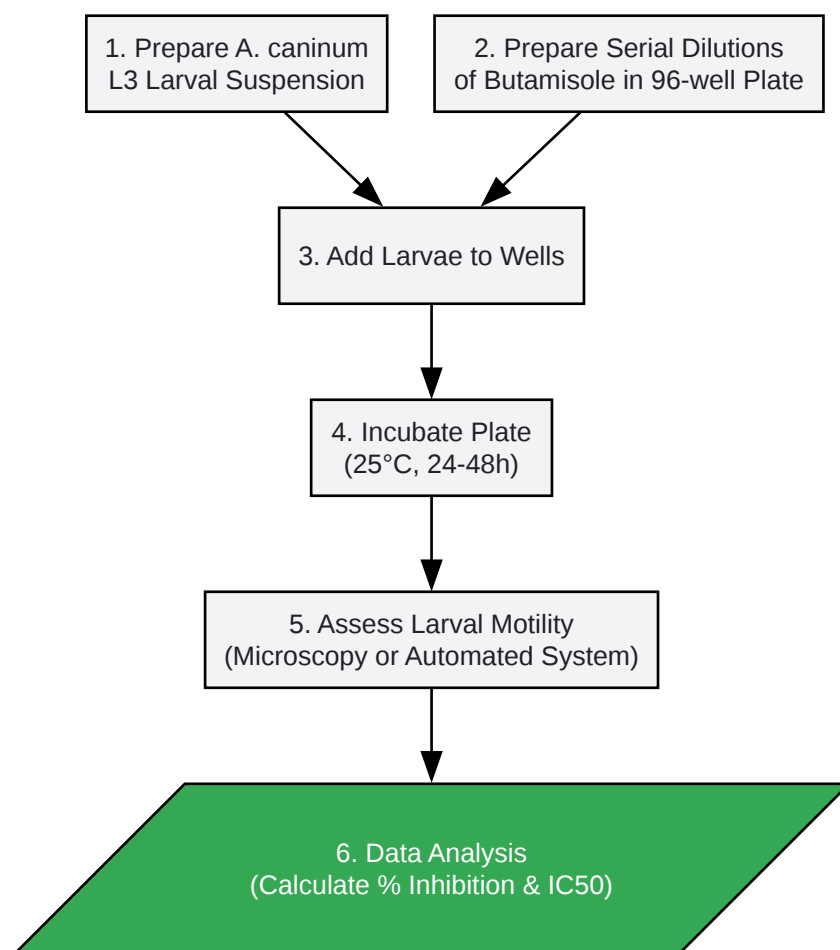 1. Prepare A. caninum
L3 Larval Suspension
2. Prepare Serial Dilutions
of Butamisole in 96-well Plate
3. Add Larvae to Wells
4. Incubate Plate
(25°C, 24-48h)
5. Assess Larval Motility
(Microscopy or Automated System)
6. Data Analysis
(Calculate % Inhibition & IC50)